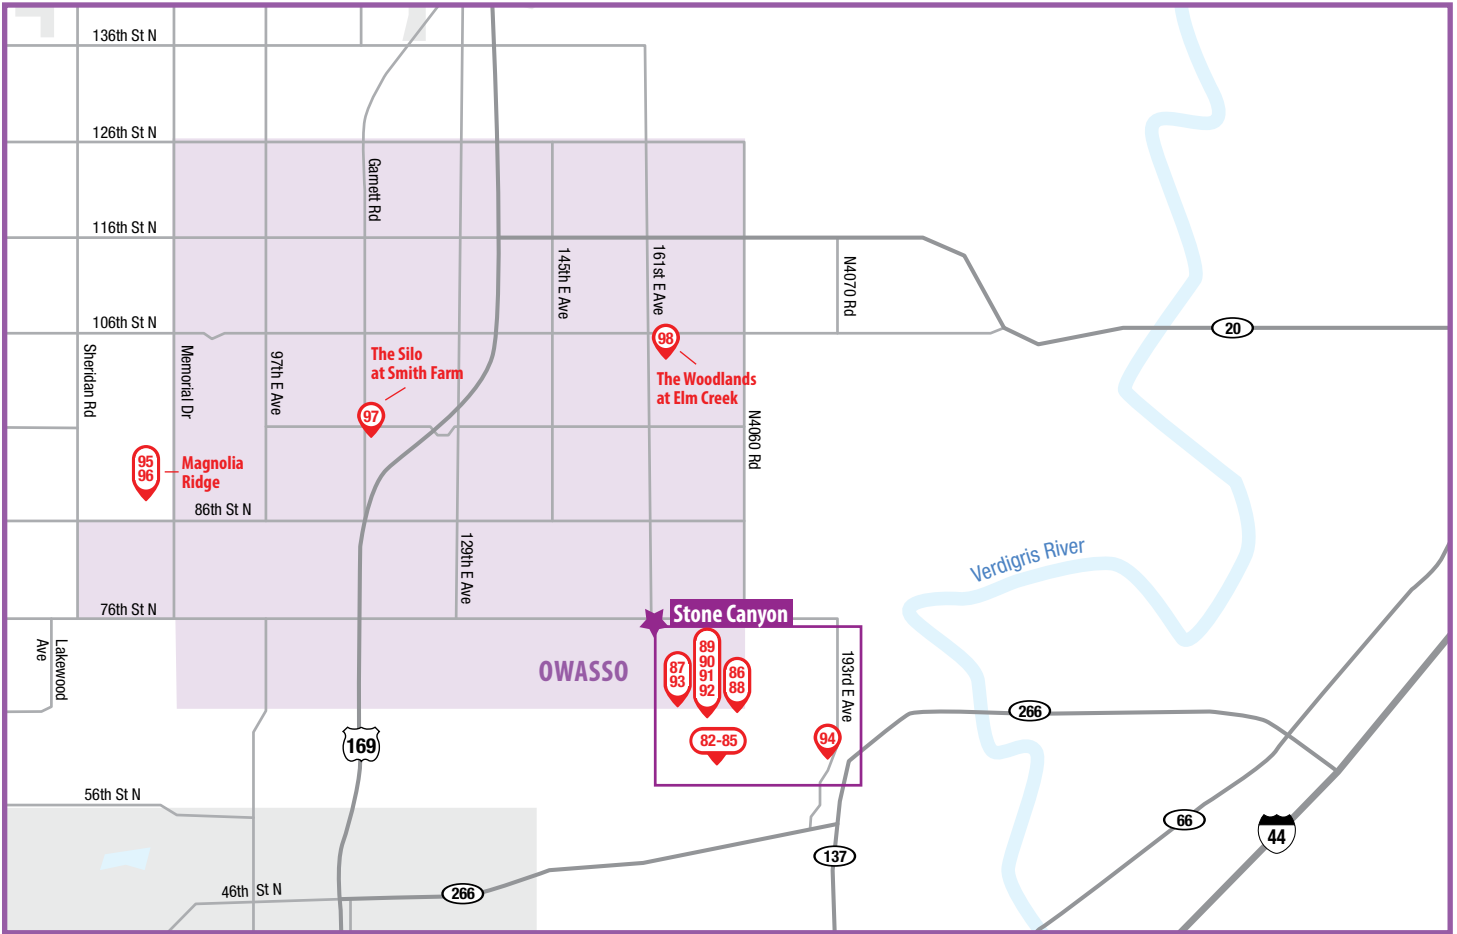 136th St N
126th St N
Garnett Rd
116th St N
145th E Ave
161st E Ave
N4070 Rd
106th St N
20
98
Sheridan Rd
Memorial Dr
97th E Ave
The Silo
at Smith Farm
The Woodlands
at Elm Creek
97
N4060 Rd
95
96
Magnolia
Ridge
86th St N
129th E Ave
Verdigris River
76th St N
Stone Canyon
Lakewood
Ave
OWASSO
87
93
89
90
91
92
86
88
193rd E Ave
266
169
82-85
94
56th St N
66
44
137
46th St N
266